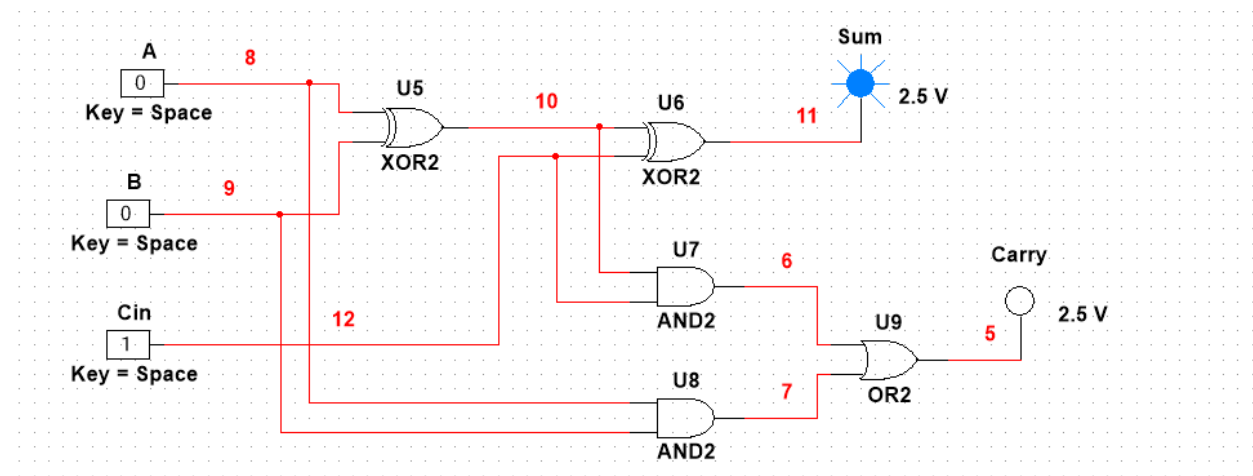 Sum
A
8
0
U5
10
U6
11
2.5 V
Key = Space
XOR2
XOR2
B
9
0
Key = Space
U7
6
Carry
Cin
12
AND2
U9
5
2.5 V
1
Key = Space
U8
7
OR2
AND2